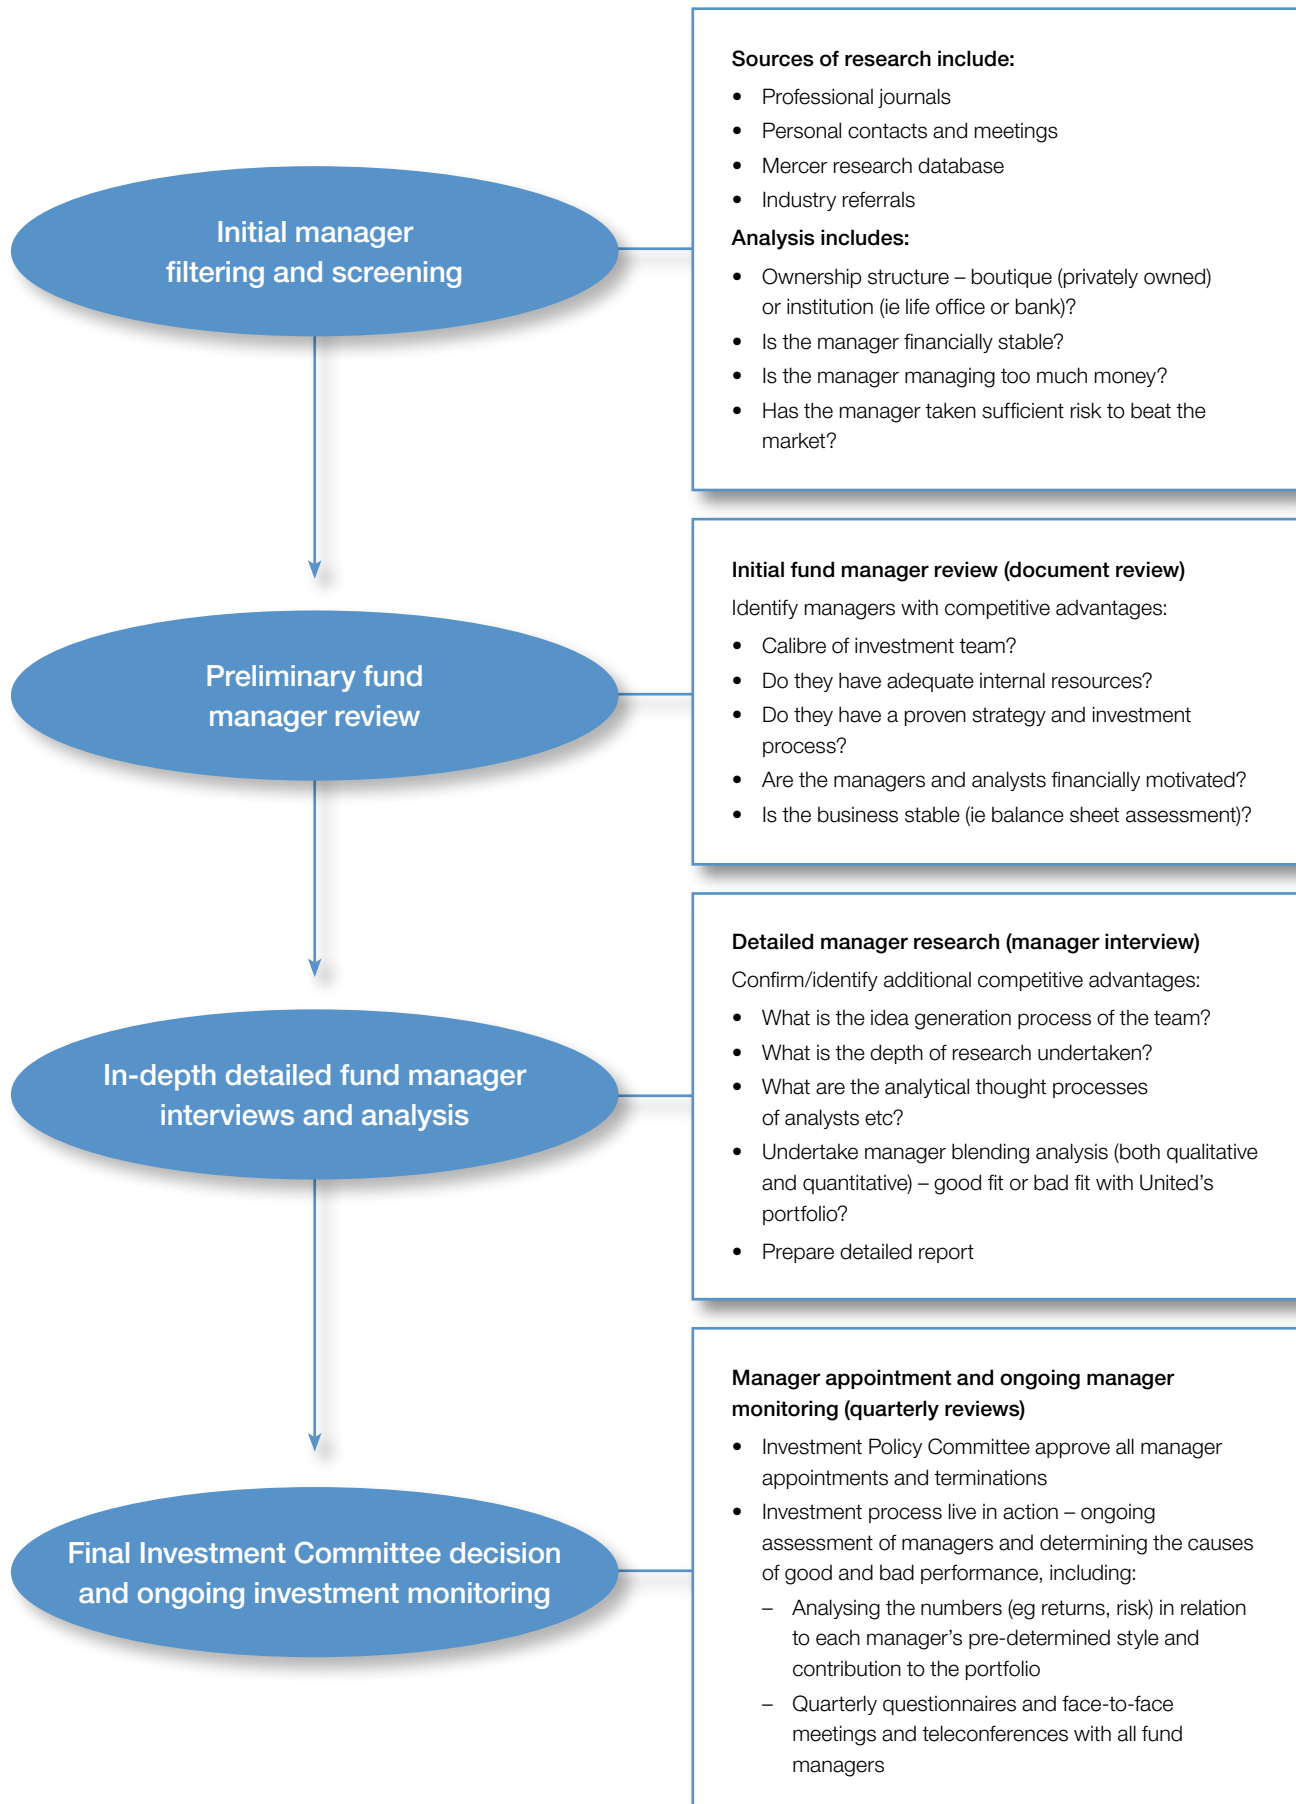 Initial manager
filtering and screening
Sources of research include:
• Professional journals
• Personal contacts and meetings
• Mercer research database
• Industry referrals
Analysis includes:
• Ownership structure – boutique (privately owned)
or institution (ie life office or bank)?
• Is the manager financially stable?
• Is the manager managing too much money?
• Has the manager taken sufficient risk to beat the
market?
Preliminary fund
manager review
Initial fund manager review (document review)
Identify managers with competitive advantages:
• Calibre of investment team?
• Do they have adequate internal resources?
• Do they have a proven strategy and investment
process?
• Are the managers and analysts financially motivated?
• Is the business stable (ie balance sheet assessment)?
In-depth detailed fund manager
interviews and analysis
Detailed manager research (manager interview)
Confirm/identify additional competitive advantages:
• What is the idea generation process of the team?
• What is the depth of research undertaken?
• What are the analytical thought processes
of analysts etc?
• Undertake manager blending analysis (both qualitative
and quantitative) – good fit or bad fit with United’s
portfolio?
• Prepare detailed report
Final Investment Committee decision
and ongoing investment monitoring
Manager appointment and ongoing manager
monitoring (quarterly reviews)
• Investment Policy Committee approve all manager
appointments and terminations
• Investment process live in action – ongoing
assessment of managers and determining the causes
of good and bad performance, including:
– Analysing the numbers (eg returns, risk) in relation
to each manager’s pre-determined style and
contribution to the portfolio
– Quarterly questionnaires and face-to-face
meetings and teleconferences with all fund
managers